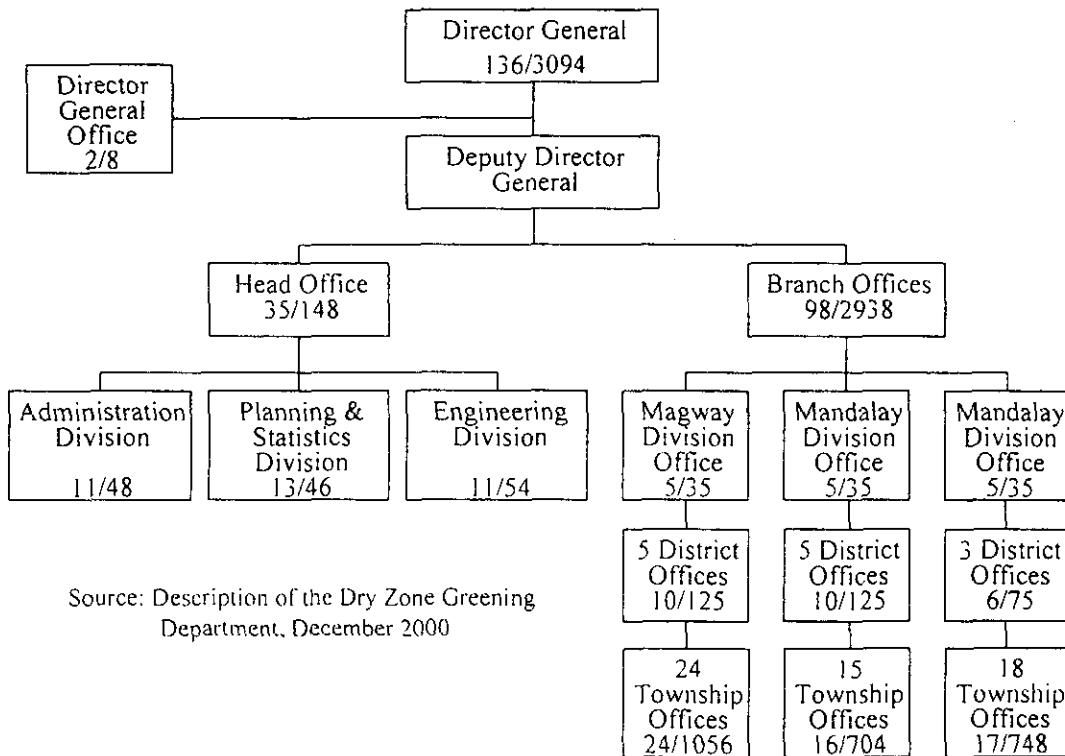 Director General
136/3094
Director
General
Office
2/8
Deputy Director
General
Head Office
35/148
Branch Offices
98/2938
Administration
Division
11/48
Planning &
Statistics
Division
13/46
Engineering
Division
11/54
Magway
Division
Office
5/35
Mandalay
Division
Office
5/35
Mandalay
Division
Office
5/35
5 District
Offices
10/125
5 District
Offices
10/125
3 District
Offices
6/75
Source: Description of the Dry Zone Greening
Department, December 2000
24
Township
Offices
24/1056
15
Township
Offices
16/704
18
Township
Offices
17/748